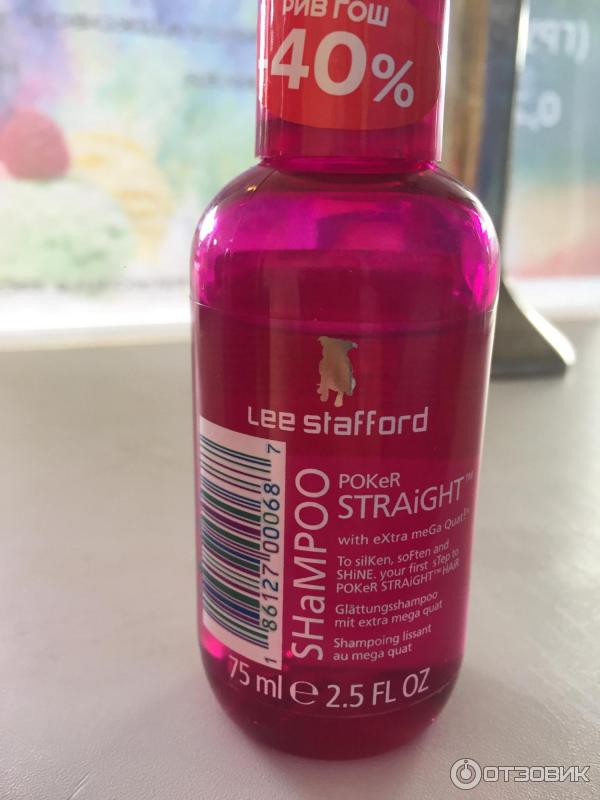 РИВ ГОШ
-40%
Lee Stafford
SHaMPOO
POKeR
STRAiGHT™
with eXtra meGa Quat!™
To silKen, soFten and
SHiNE. your first sTep to
POKeR STRAiGHT™ HAiR
Glättungsshampoo
mit extra mega quat
Shampoing lissant
au mega quat
1 86127 00068 7
75 ml e 2.5 FL OZ
ОТЗОВИК